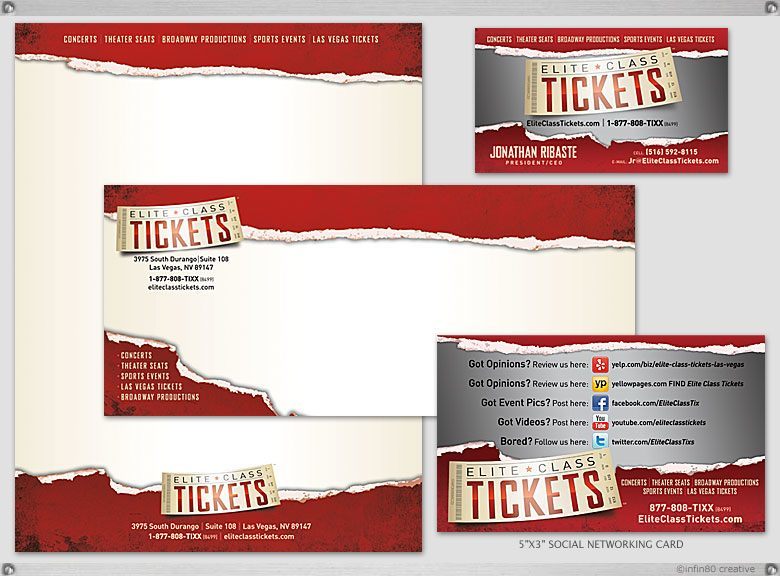 CONCERTS | THEATER SEATS | BROADWAY PRODUCTIONS | SPORTS EVENTS | LAS VEGAS TICKETS
ELITE ★ CLASS
TICKETS
3975 South Durango | Suite 108 | Las Vegas, NV 89147
1-877-808-TIXX (8499) | eliteclasstickets.com
CONCERTS | THEATER SEATS | BROADWAY PRODUCTIONS | SPORTS EVENTS | LAS VEGAS TICKETS
ELITE ★ CLASS
TICKETS
EliteClassTickets.com | 1-877-808-TIXX (8499)
JONATHAN RIBASTE
PRESIDENT/CEO
CELL: (516) 592-8115
E-MAIL: Jr@EliteClassTickets.com
ELITE ★ CLASS
TICKETS
3975 South Durango | Suite 108
Las Vegas, NV 89147
1-877-808-TIXX (8499)
eliteclasstickets.com
· CONCERTS
· THEATER SEATS
· SPORTS EVENTS
· LAS VEGAS TICKETS
· BROADWAY PRODUCTIONS
Got Opinions? Review us here: yelp.com/biz/elite-class-tickets-las-vegas
Got Opinions? Review us here: yp yellowpages.com FIND Elite Class Tickets
Got Event Pics? Post here: f facebook.com/EliteClassTix
Got Videos? Post here: You Tube youtube.com/eliteclasstickets
Bored? Follow us here: t twitter.com/EliteClassTixs
ELITE ★ CLASS
TICKETS
CONCERTS | THEATER SEATS | BROADWAY PRODUCTIONS
SPORTS EVENTS | LAS VEGAS TICKETS
877-808-TIXX
EliteClassTickets.com
5"X3" SOCIAL NETWORKING CARD
©infin80 creative